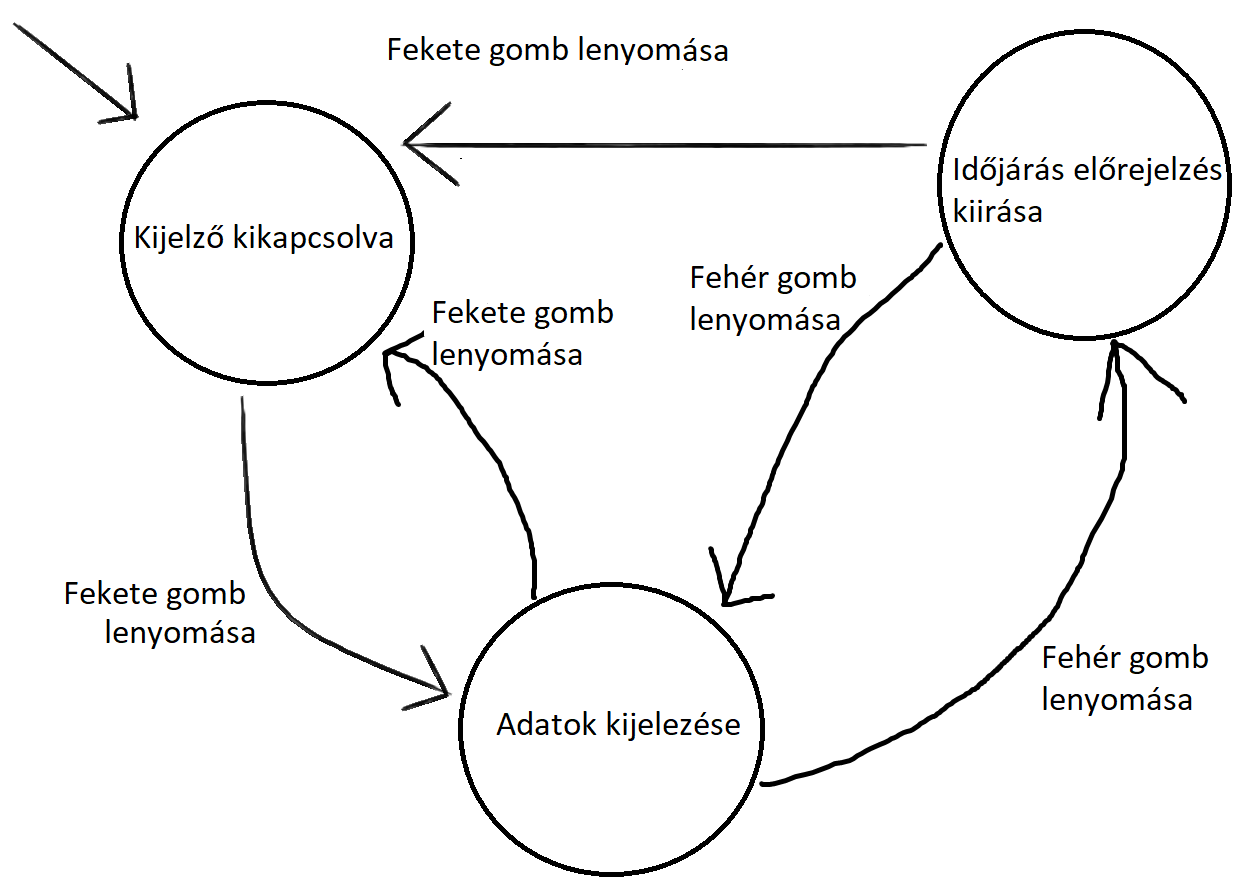 Fekete gomb lenyomása
Időjárás előrejelzés
kiirása
Kijelző kikapcsolva
Fehér gomb
lenyomása
Fekete gomb
lenyomása
Fekete gomb
lenyomása
Fehér gomb
lenyomása
Adatok kijelezése